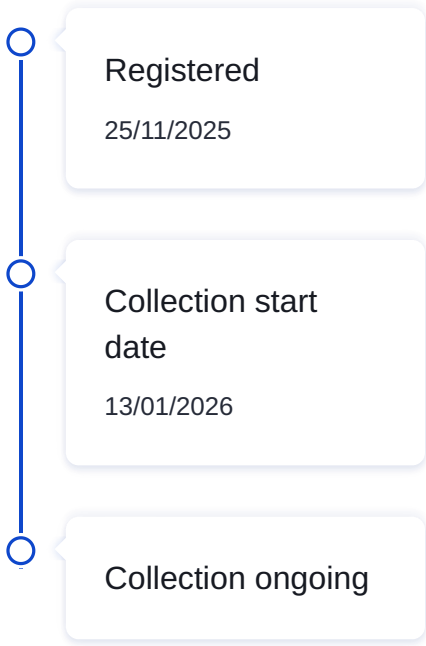 Registered
25/11/2025
Collection start
date
13/01/2026
Collection ongoing